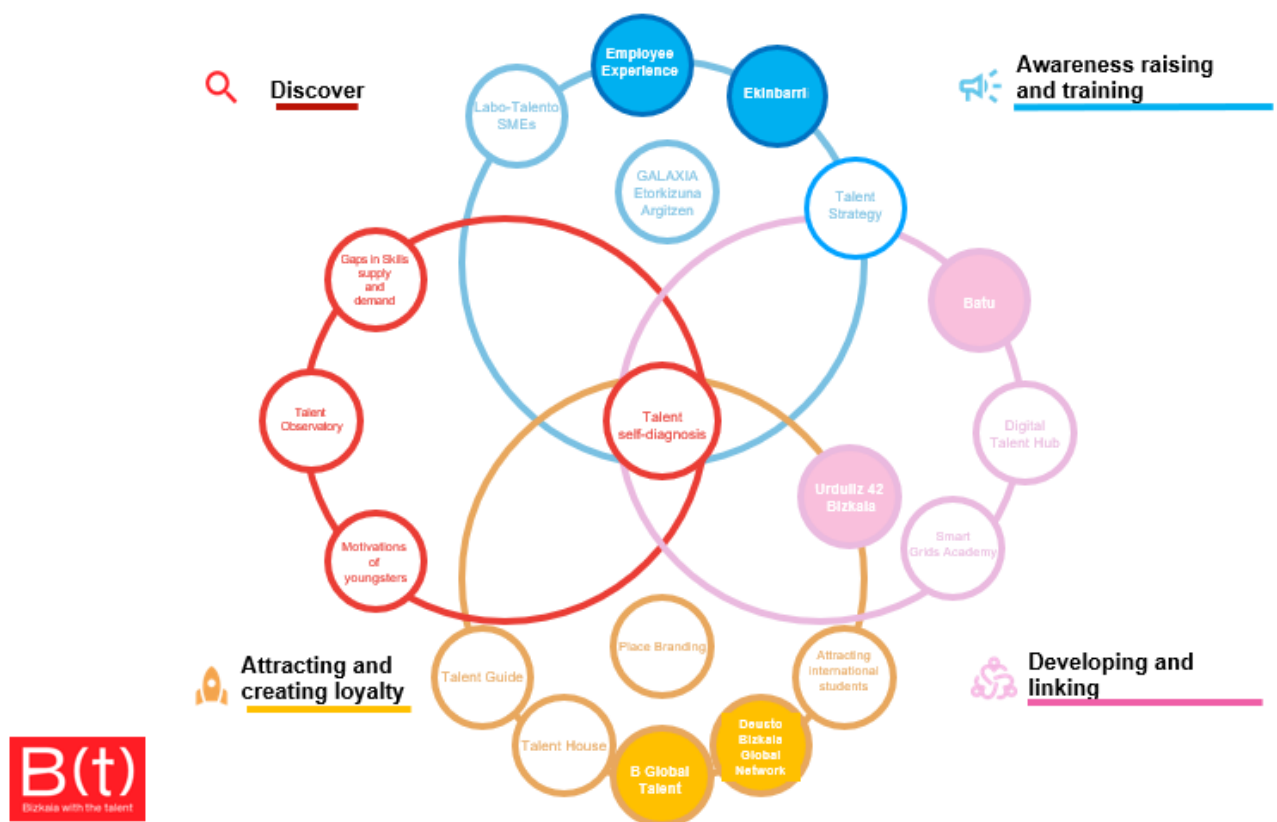 Discover
Awareness raising
and training
Employee
Experience
Ekinbarri
Labo-Talento
SMEs
GALAXIA
Etorkizuna
Argitzen
Talent
Strategy
Gaps in Skills
supply
and
demand
Batu
Talent
Observatory
Talent
self-diagnosis
Digital
Talent Hub
Urduliz 42
Bizkaia
Smart
Grids Academy
Motivations
of
youngsters
Attracting and
creating loyalty
Talent Guide
Place Branding
Attracting
international
students
Developing and
linking
Talent House
B Global
Talent
Deusto
Bizkaia
Global
Network
B(t)
Bizkaia with the talent